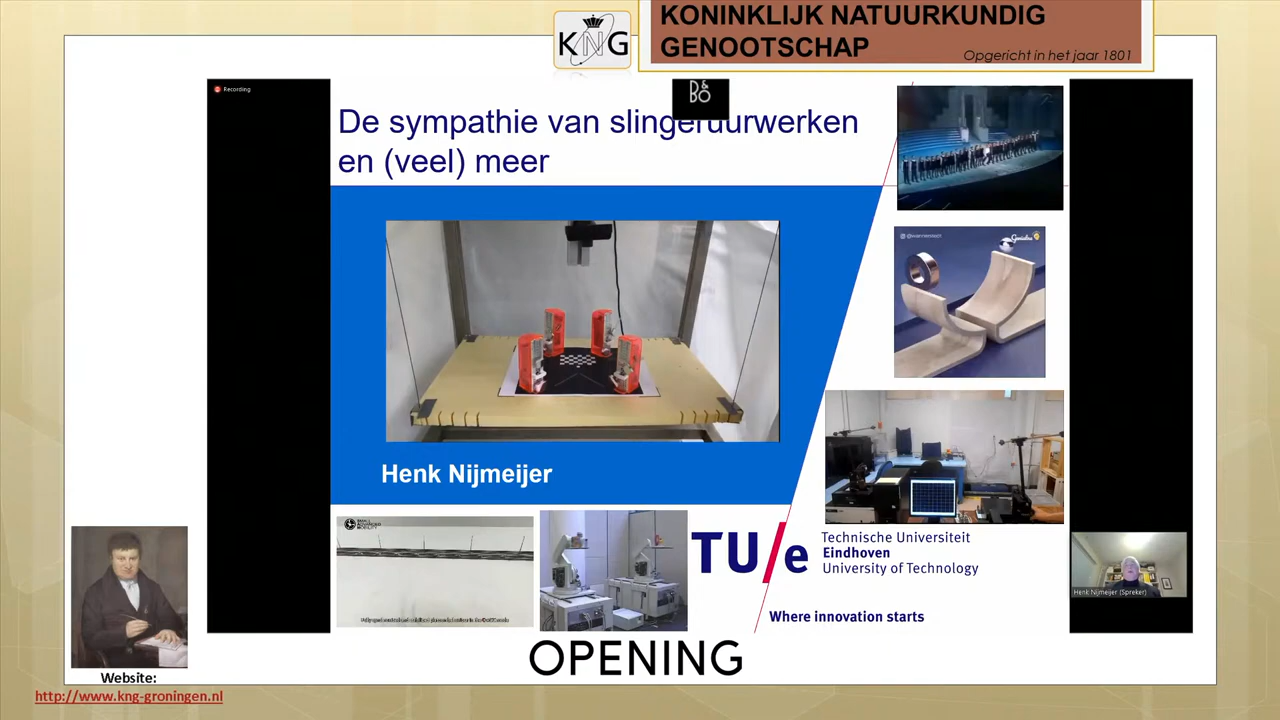 KONINKLIJK NATUURKUNDIG
GENOOTSCHAP
Opgericht in het jaar 1801
KNG
Recording
B&O
De sympathie van slingeruurwerken
en (veel) meer
Henk Nijmeijer
TU/e
Technische Universiteit
Eindhoven
University of Technology
Where innovation starts
Henk Nijmeijer (Spreker)
OPENING
Website:
http://www.kng-groningen.nl